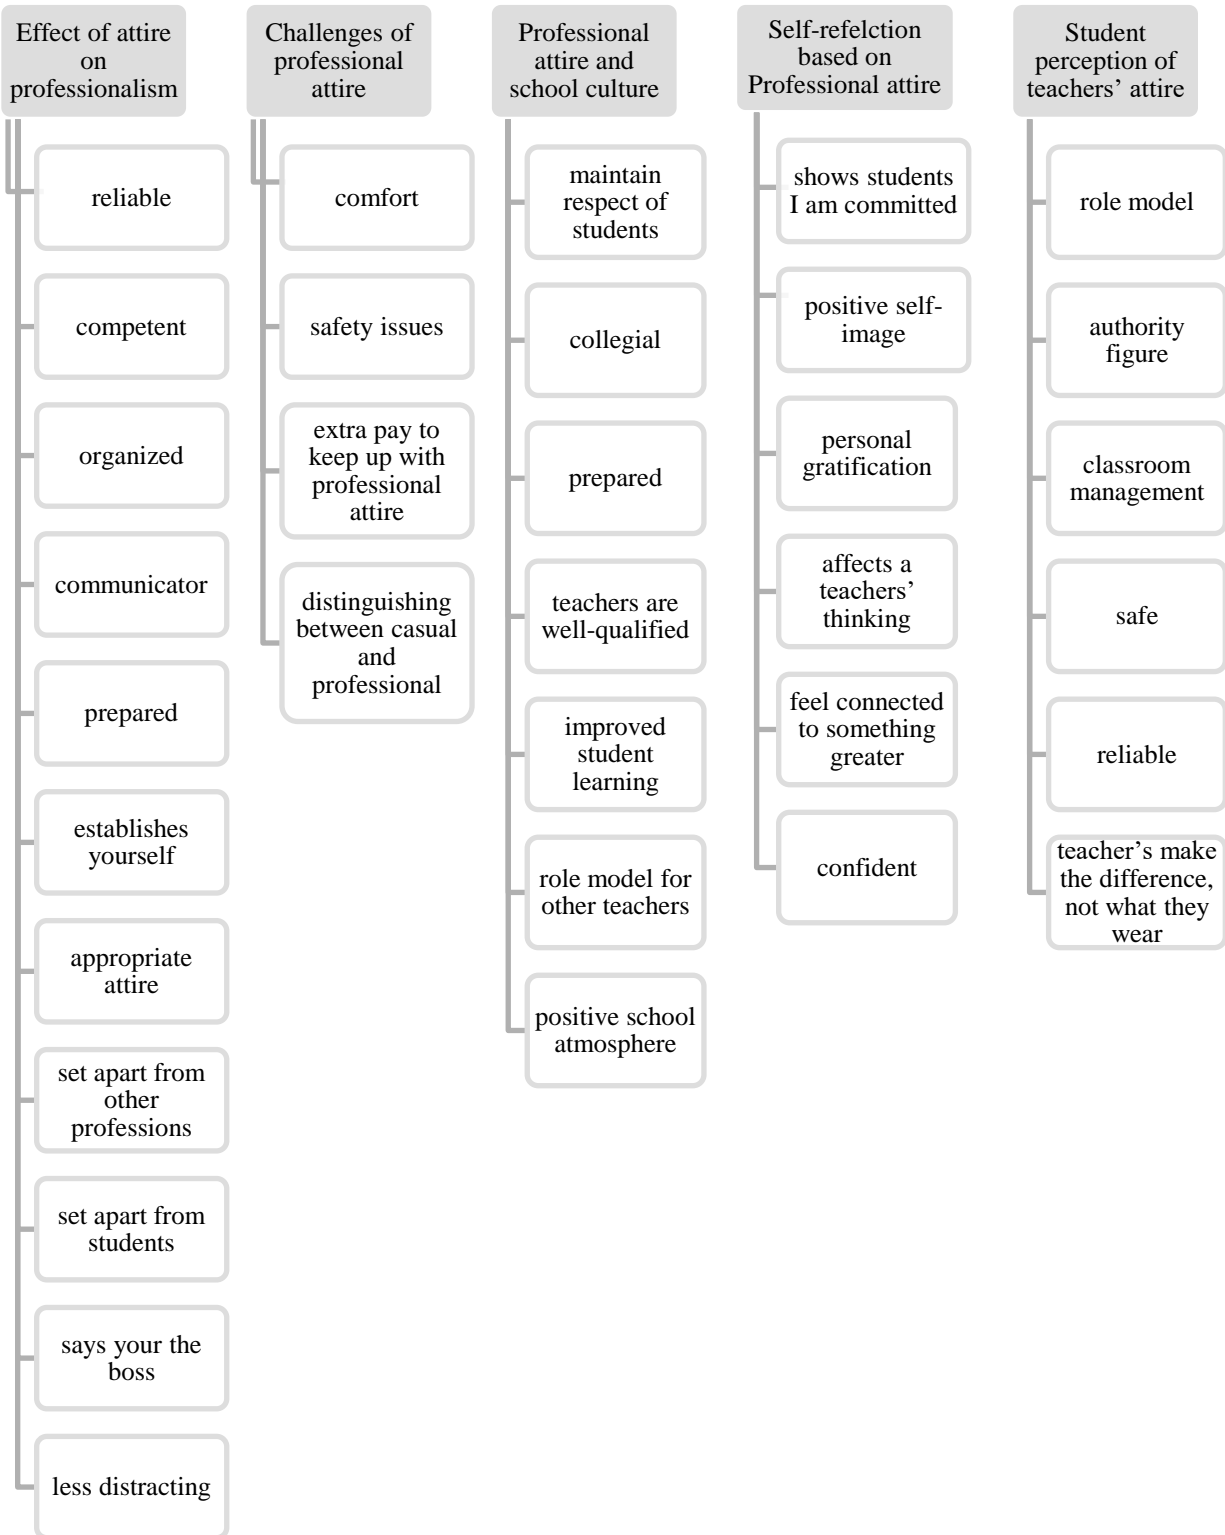 Effect of attire
on
professionalism
reliable
competent
organized
communicator
prepared
establishes
yourself
appropriate
attire
set apart from
other
professions
set apart from
students
says your the
boss
less distracting
Challenges of
professional
attire
comfort
safety issues
extra pay to
keep up with
professional
attire
distinguishing
between casual
and
professional
Professional
attire and
school culture
maintain
respect of
students
collegial
prepared
teachers are
well-qualified
improved
student
learning
role model for
other teachers
positive school
atmosphere
Self-refelction
based on
Professional attire
shows students
I am committed
positive self-
image
personal
gratification
affects a
teachers’
thinking
feel connected
to something
greater
confident
Student
perception of
teachers’ attire
role model
authority
figure
classroom
management
safe
reliable
teacher’s make
the difference,
not what they
wear